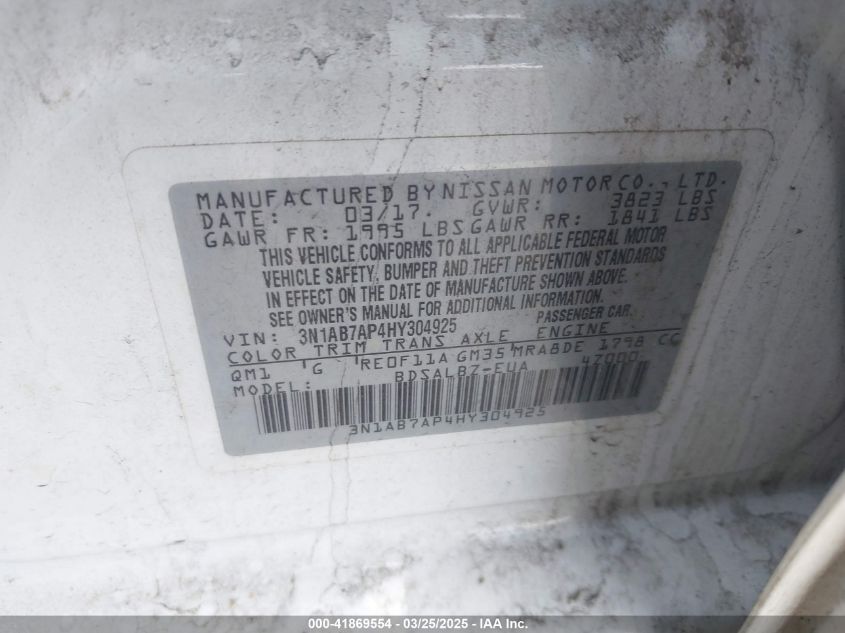 MANUFACTURED BY NISSAN MOTOR CO., LTD.
DATE: 03/17. GVWR: 3823 LBS
GAWR FR: 1995 LBS GAWR RR: 1841 LBS
THIS VEHICLE CONFORMS TO ALL APPLICABLE FEDERAL MOTOR
VEHICLE SAFETY, BUMPER AND THEFT PREVENTION STANDARDS
IN EFFECT ON THE DATE OF MANUFACTURE SHOWN ABOVE.
SEE OWNER'S MANUAL FOR ADDITIONAL INFORMATION.
VIN: 3N1AB7AP4HY304925 PASSENGER CAR.
COLOR TRIM TRANS AXLE ENGINE
QM1 G RE0F11A GM35 MRA8DE 1798 CC
MODEL: BDSALBZ-EUA 47000
3N1AB7AP4HY304925
000-41869554 - 03/25/2025 - IAA Inc.